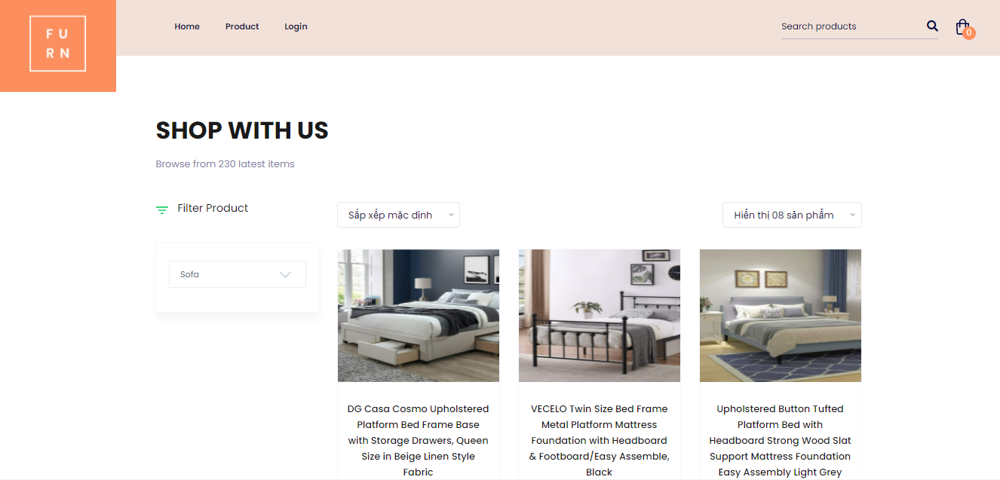 F U
R N
Home Product Login
Search products
0
SHOP WITH US
Browse from 230 latest items
Filter Product
Sắp xếp mặc định
Hiển thị 08 sản phẩm
Sofa
DG Casa Cosmo Upholstered
Platform Bed Frame Base
with Storage Drawers, Queen
Size in Beige Linen Style
Fabric
VECELO Twin Size Bed Frame
Metal Platform Mattress
Foundation with Headboard
& Footboard/Easy Assemble,
Black
Upholstered Button Tufted
Platform Bed with
Headboard Strong Wood Slat
Support Mattress Foundation
Easy Assembly Light Grey